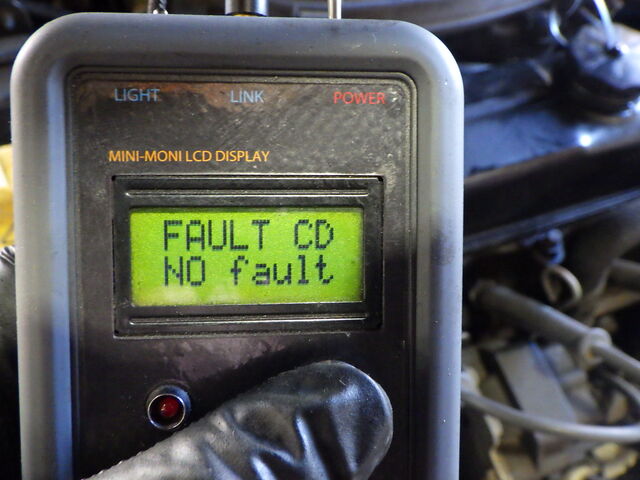 LIGHT LINK POWER
MINI-MONI LCD DISPLAY
FAULT CD
NO fault